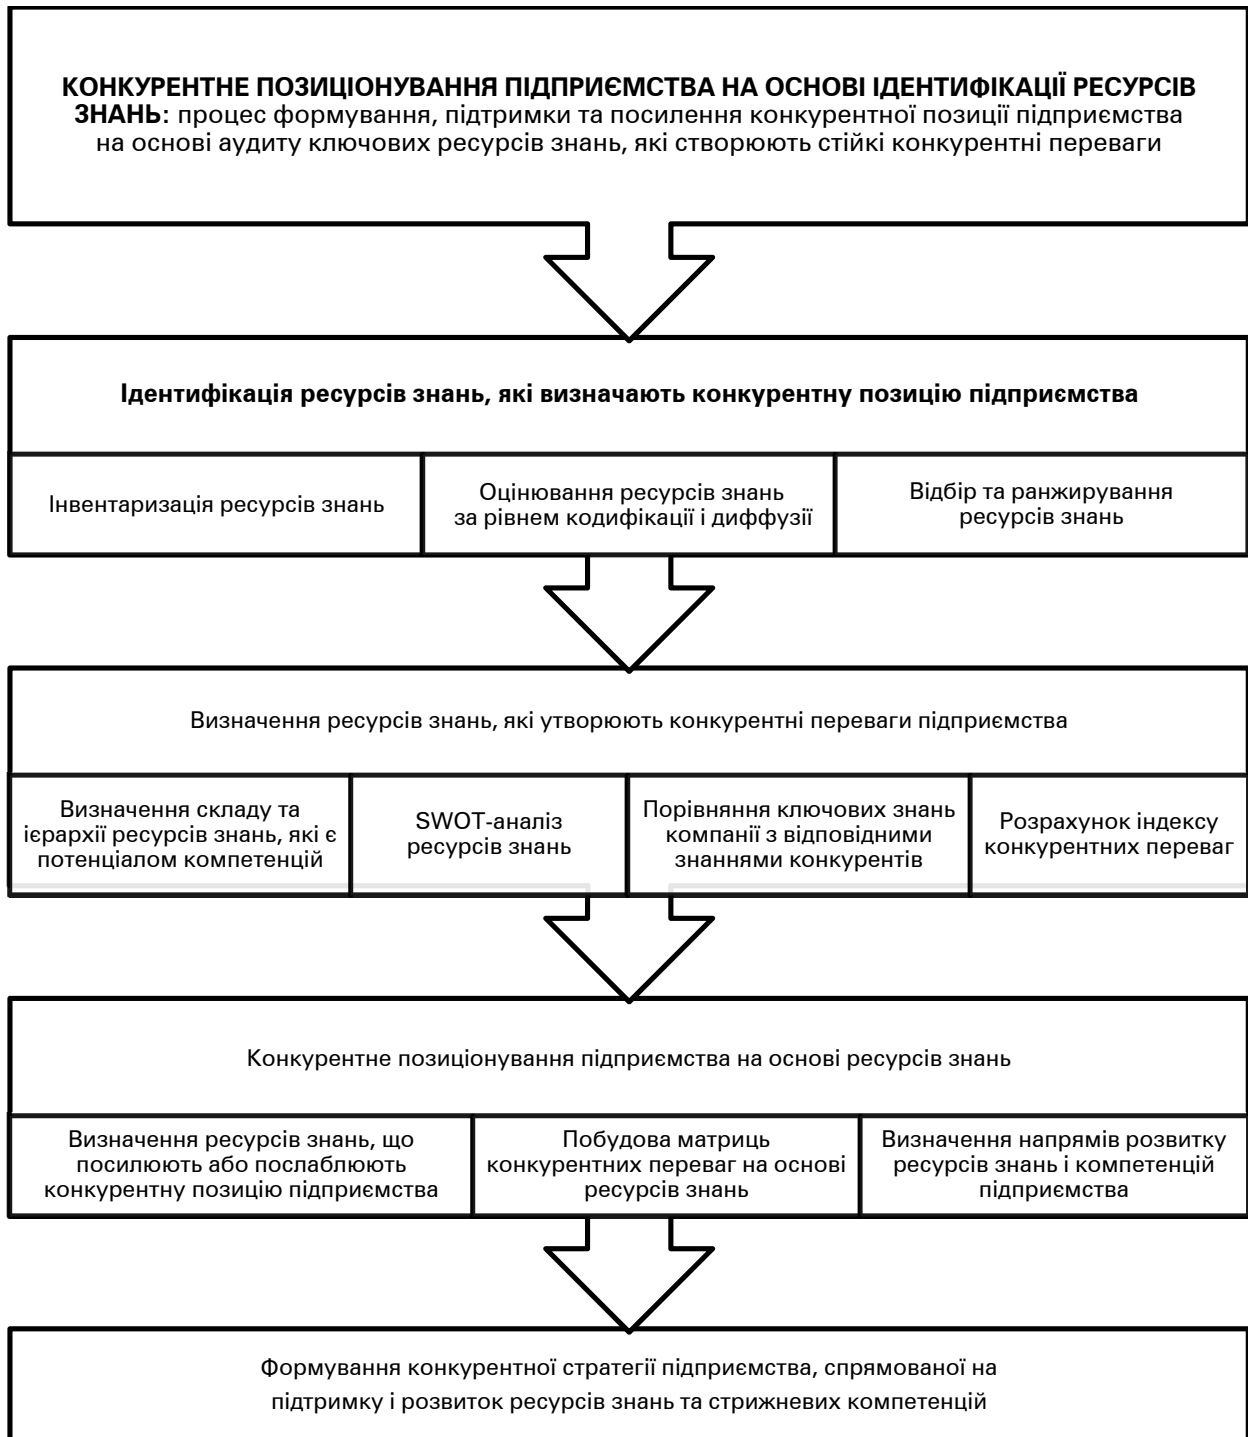 КОНКУРЕНТНЕ ПОЗИЦІОНУВАННЯ ПІДПРИЄМСТВА НА ОСНОВІ ІДЕНТИФІКАЦІЇ РЕСУРСІВ
ЗНАНЬ: процес формування, підтримки та посилення конкурентної позиції підприємства
на основі аудиту ключових ресурсів знань, які створюють стійкі конкурентні переваги
Ідентифікація ресурсів знань, які визначають конкурентну позицію підприємства
Інвентаризація ресурсів знань
Оцінювання ресурсів знань
за рівнем кодифікації і диффузії
Відбір та ранжирування
ресурсів знань
Визначення ресурсів знань, які утворюють конкурентні переваги підприємства
Визначення складу та
ієрархії ресурсів знань, які є
потенціалом компетенцій
SWOT-аналіз
ресурсів знань
Порівняння ключових знань
компанії з відповідними
знаннями конкурентів
Розрахунок індексу
конкурентних переваг
Конкурентне позиціонування підприємства на основі ресурсів знань
Визначення ресурсів знань, що
посилюють або послаблюють
конкурентну позицію підприємства
Побудова матриць
конкурентних переваг на основі
ресурсів знань
Визначення напрямів розвитку
ресурсів знань і компетенцій
підприємства
Формування конкурентної стратегії підприємства, спрямованої на
підтримку і розвиток ресурсів знань та стрижневих компетенцій